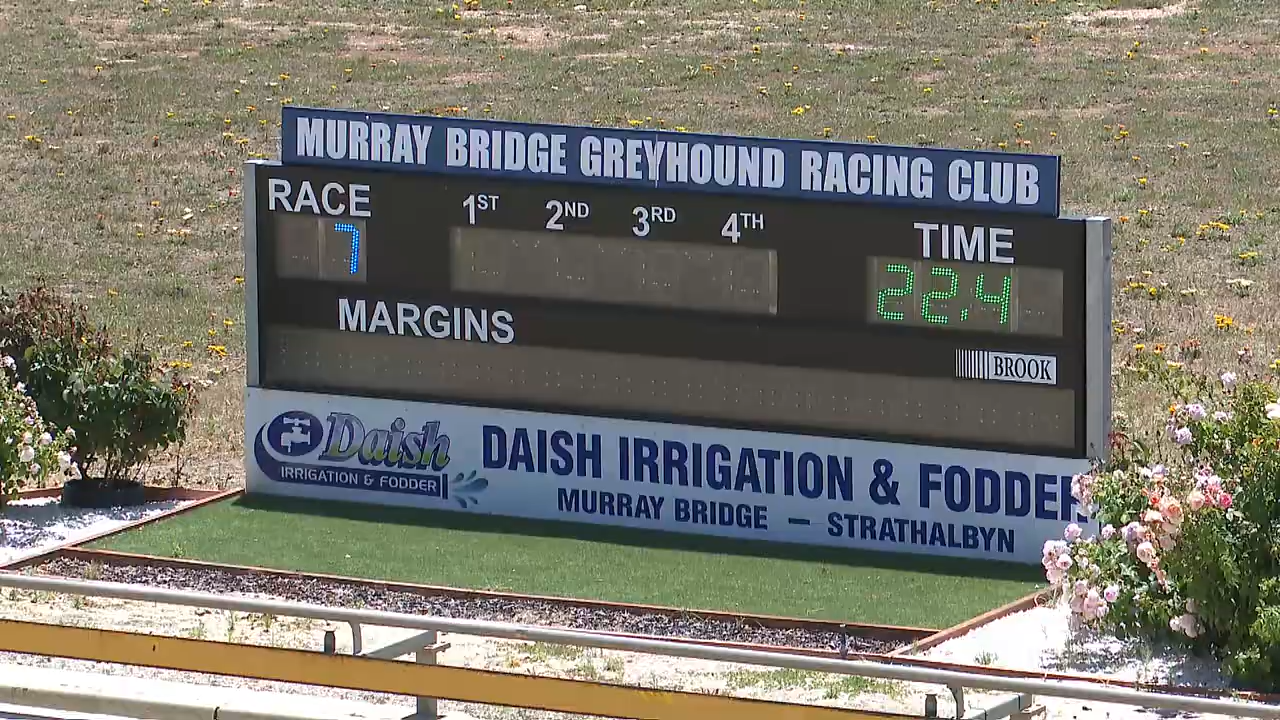 MURRAY BRIDGE GREYHOUND RACING CLUB
RACE 1ST 2ND 3RD 4TH TIME
7 22.4
MARGINS
BROOK
Daish
IRRIGATION & FODDER
DAISH IRRIGATION & FODDER
MURRAY BRIDGE – STRATHALBYN